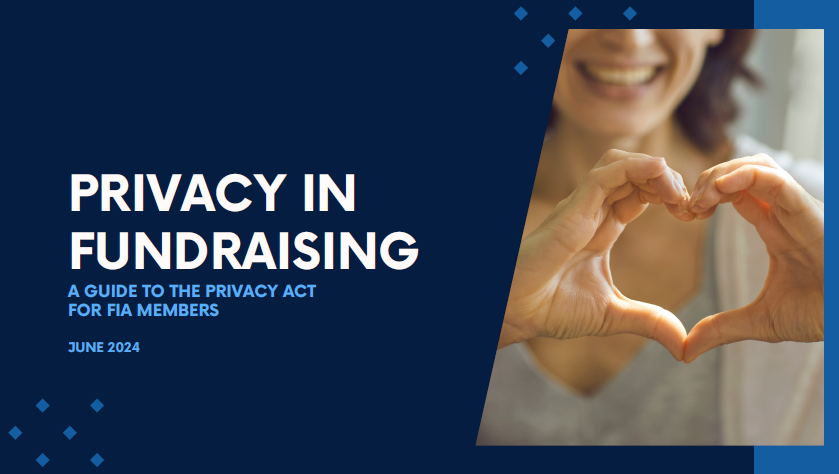 PRIVACY IN
FUNDRAISING
A GUIDE TO THE PRIVACY ACT
FOR FIA MEMBERS
JUNE 2024